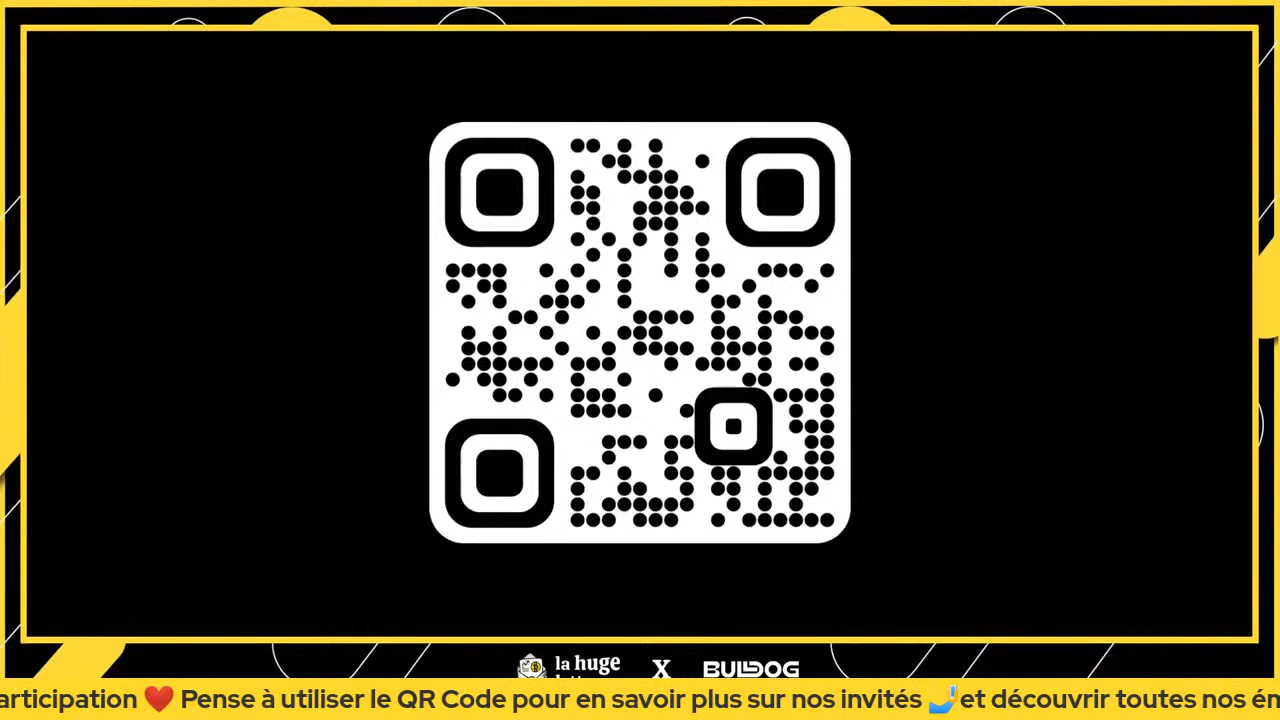 la huge
X
BULLDOG
articipation ❤️ Pense à utiliser le QR Code pour en savoir plus sur nos invités 🤳 et découvrir toutes nos ém